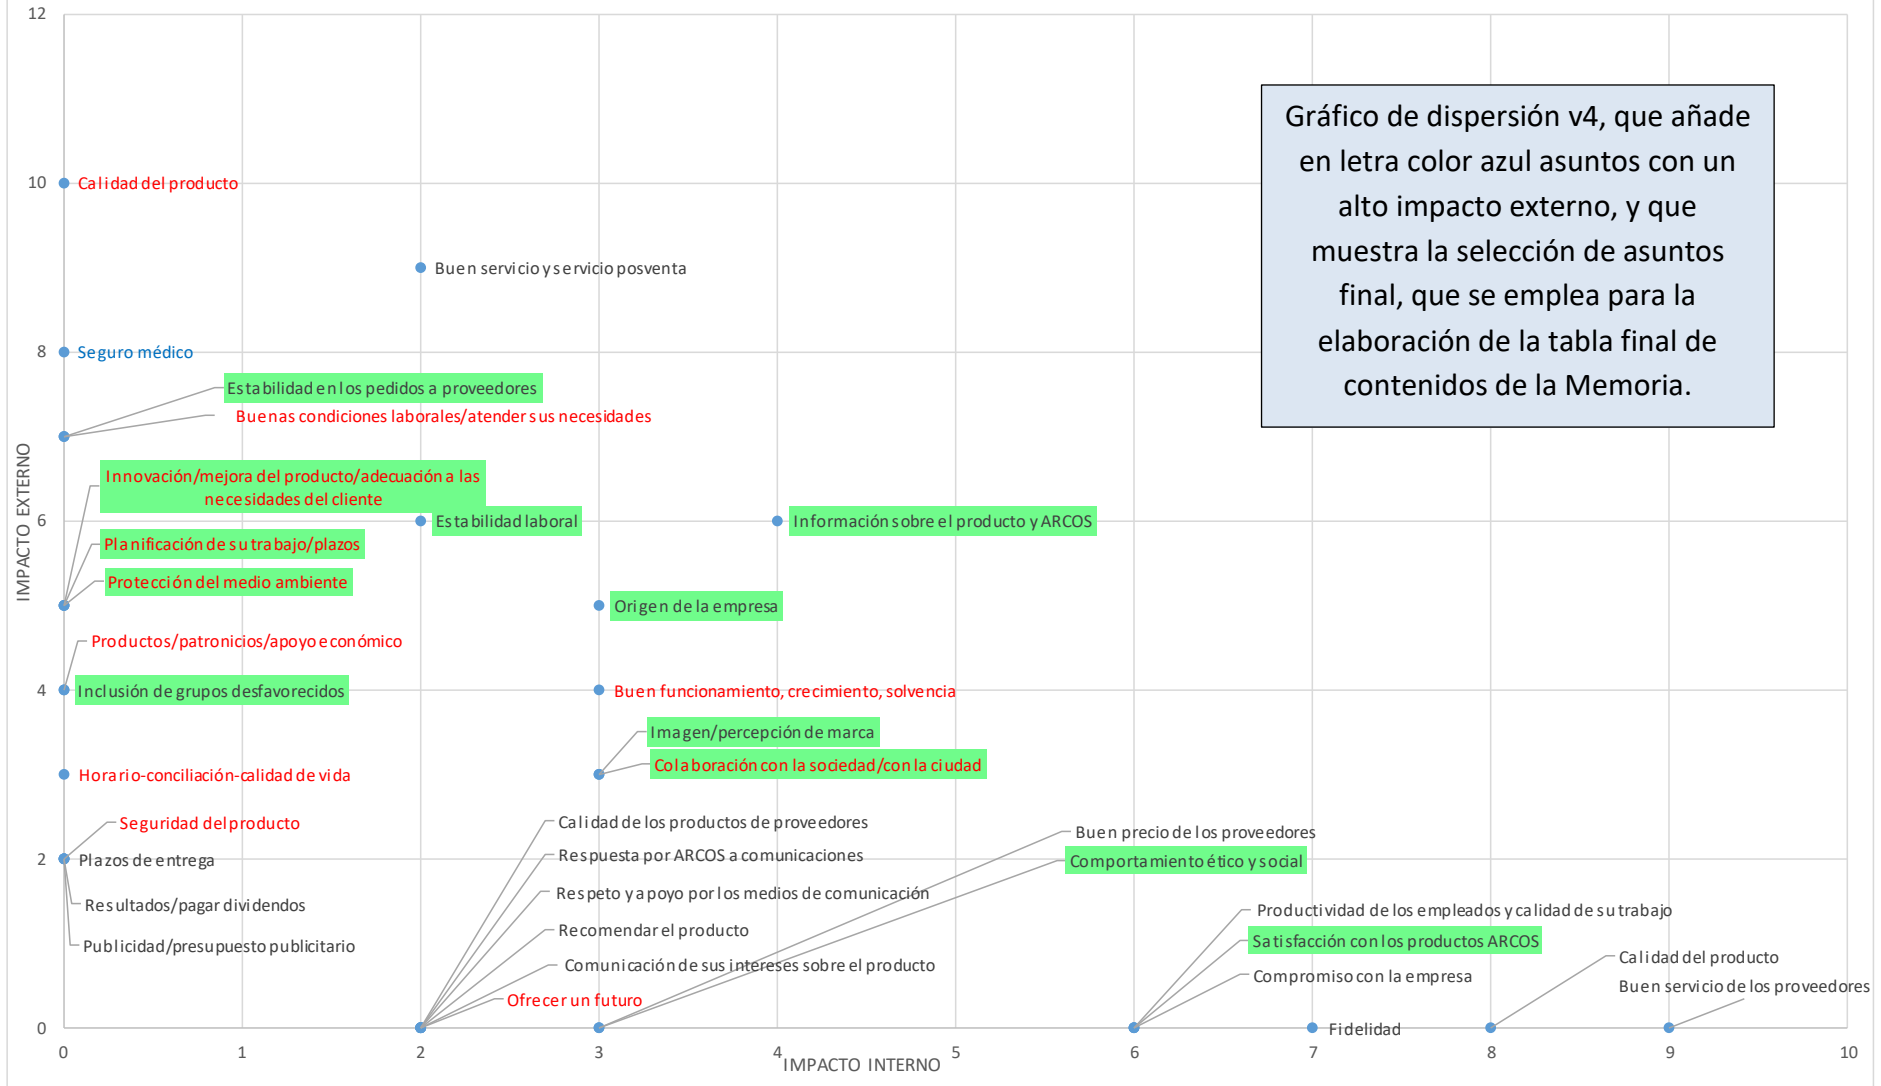 12
Gráfico de dispersión v4, que añade
en letra color azul asuntos con un
alto impacto externo, y que
muestra la selección de asuntos
final, que se emplea para la
elaboración de la tabla final de
contenidos de la Memoria.
10
Calidad del producto
Buen servicio y servicio posventa
8
Seguro médico
Estabilidad en los pedidos a proveedores
Buenas condiciones laborales/atender sus necesidades
IMPACTO EXTERNO
Innovación/mejora del producto/adecuación a las
necesidades del cliente
6
Estabilidad laboral
Información sobre el producto y ARCOS
Planificación de su trabajo/plazos
Protección del medio ambiente
Origen de la empresa
Productos/patronicios/apoyo económico
4
Inclusión de grupos desfavorecidos
Buen funcionamiento, crecimiento, solvencia
Imagen/percepción de marca
Colaboración con la sociedad/con la ciudad
Horario-conciliación-calidad de vida
Seguridad del producto
Calidad de los productos de proveedores
Buen precio de los proveedores
2
Plazos de entrega
Respuesta por ARCOS a comunicaciones
Comportamiento ético y social
Resultados/pagar dividendos
Respeto y apoyo por los medios de comunicación
Productividad de los empleados y calidad de su trabajo
Recomendar el producto
Satisfacción con los productos ARCOS
Publicidad/presupuesto publicitario
Comunicación de sus intereses sobre el producto
Calidad del producto
Compromiso con la empresa
Buen servicio de los proveedores
Ofrecer un futuro
Fidelidad
0
0 1 2 3 4 5 6 7 8 9 10
IMPACTO INTERNO